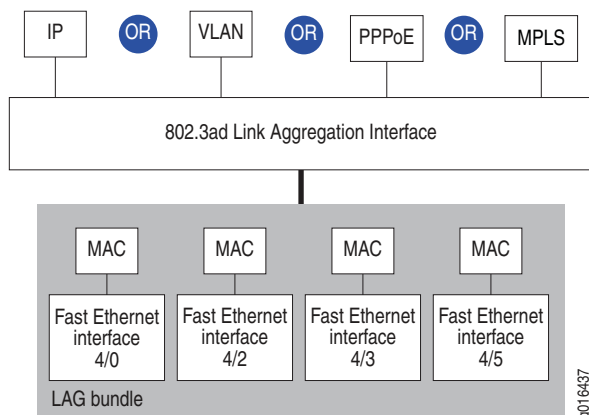 IP OR VLAN OR PPPoE OR MPLS
802.3ad Link Aggregation Interface
MAC MAC MAC MAC
Fast Ethernet Fast Ethernet Fast Ethernet Fast Ethernet
interface interface interface interface
4/0 4/2 4/3 4/5
LAG bundle
g016437